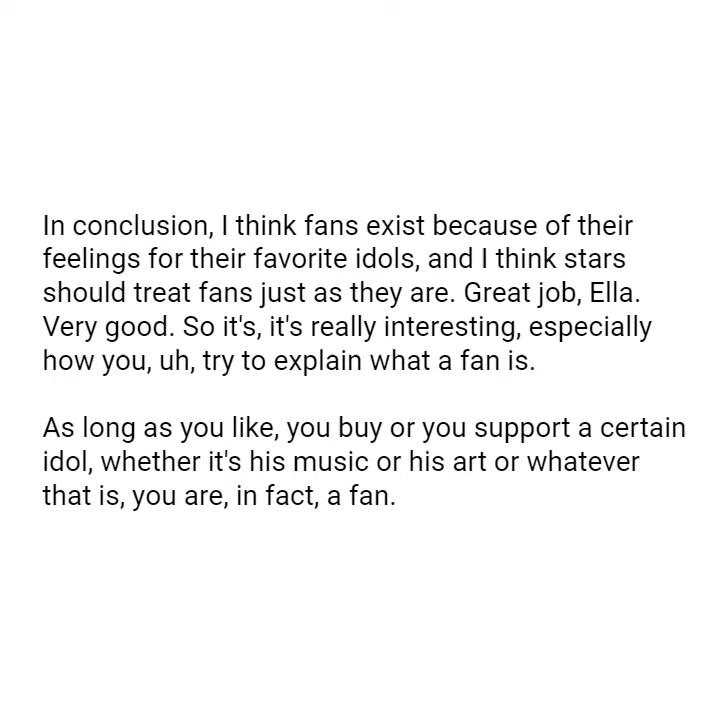 In conclusion, I think fans exist because of their
feelings for their favorite idols, and I think stars
should treat fans just as they are. Great job, Ella.
Very good. So it's, it's really interesting, especially
how you, uh, try to explain what a fan is.
As long as you like, you buy or you support a certain
idol, whether it's his music or his art or whatever
that is, you are, in fact, a fan.